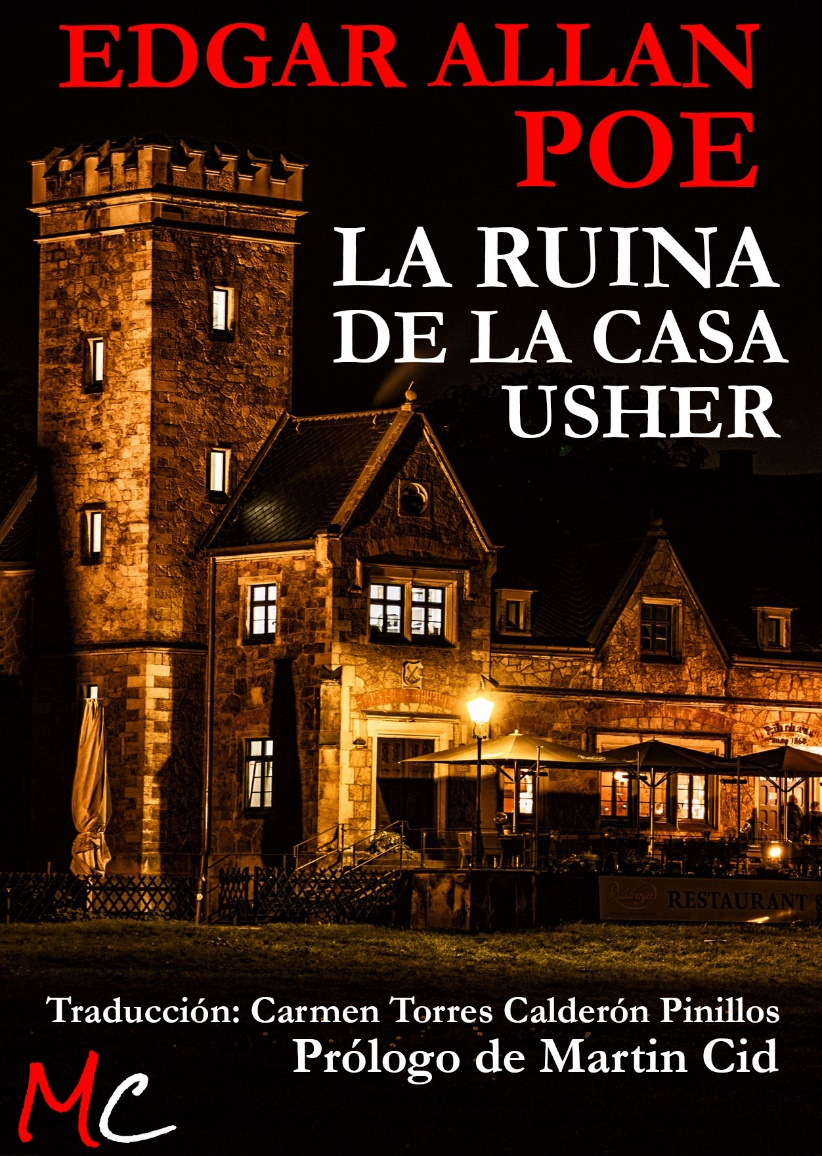 EDGAR ALLAN
POE
LA RUINA
DE LA CASA
USHER
RESTAURANT
Traducción: Carmen Torres Calderón Pinillos
Prólogo de Martin Cid
MC